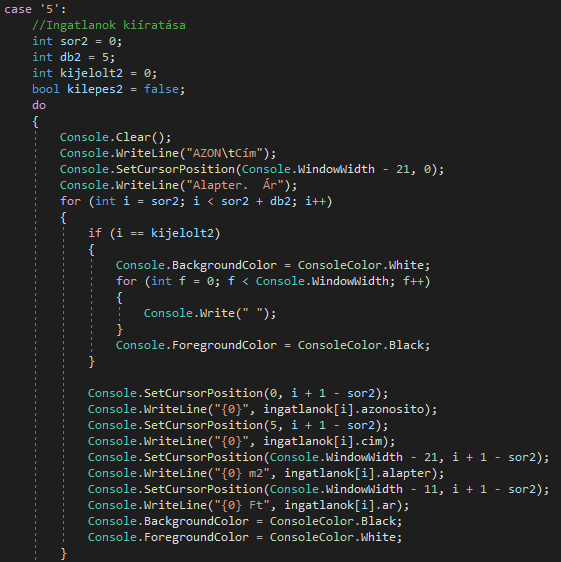 case '5':
//Ingatlanok kiíratása
int sor2 = 0;
int db2 = 5;
int kijelolt2 = 0;
bool kilepes2 = false;
do
{
Console.Clear();
Console.WriteLine("AZON\tCím");
Console.SetCursorPosition(Console.WindowWidth - 21, 0);
Console.WriteLine("Alapter.  Ár");
for (int i = sor2; i < sor2 + db2; i++)
{
if (i == kijelolt2)
{
Console.BackgroundColor = ConsoleColor.White;
for (int f = 0; f < Console.WindowWidth; f++)
{
Console.Write(" ");
}
Console.ForegroundColor = ConsoleColor.Black;
}
Console.SetCursorPosition(0, i + 1 - sor2);
Console.WriteLine("{0}", ingatlanok[i].azonosito);
Console.SetCursorPosition(5, i + 1 - sor2);
Console.WriteLine("{0}", ingatlanok[i].cim);
Console.SetCursorPosition(Console.WindowWidth - 21, i + 1 - sor2);
Console.WriteLine("{0} m2", ingatlanok[i].alapter);
Console.SetCursorPosition(Console.WindowWidth - 11, i + 1 - sor2);
Console.WriteLine("{0} Ft", ingatlanok[i].ar);
Console.BackgroundColor = ConsoleColor.Black;
Console.ForegroundColor = ConsoleColor.White;
}